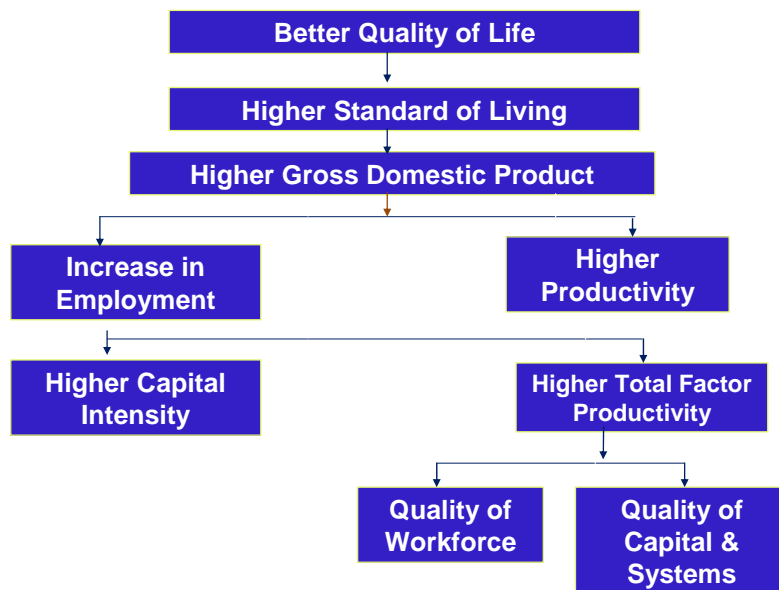 Better Quality of Life
Higher Standard of Living
Higher Gross Domestic Product
Increase in
Employment
Higher
Productivity
Higher Capital
Intensity
Higher Total Factor
Productivity
Quality of
Workforce
Quality of
Capital &
Systems